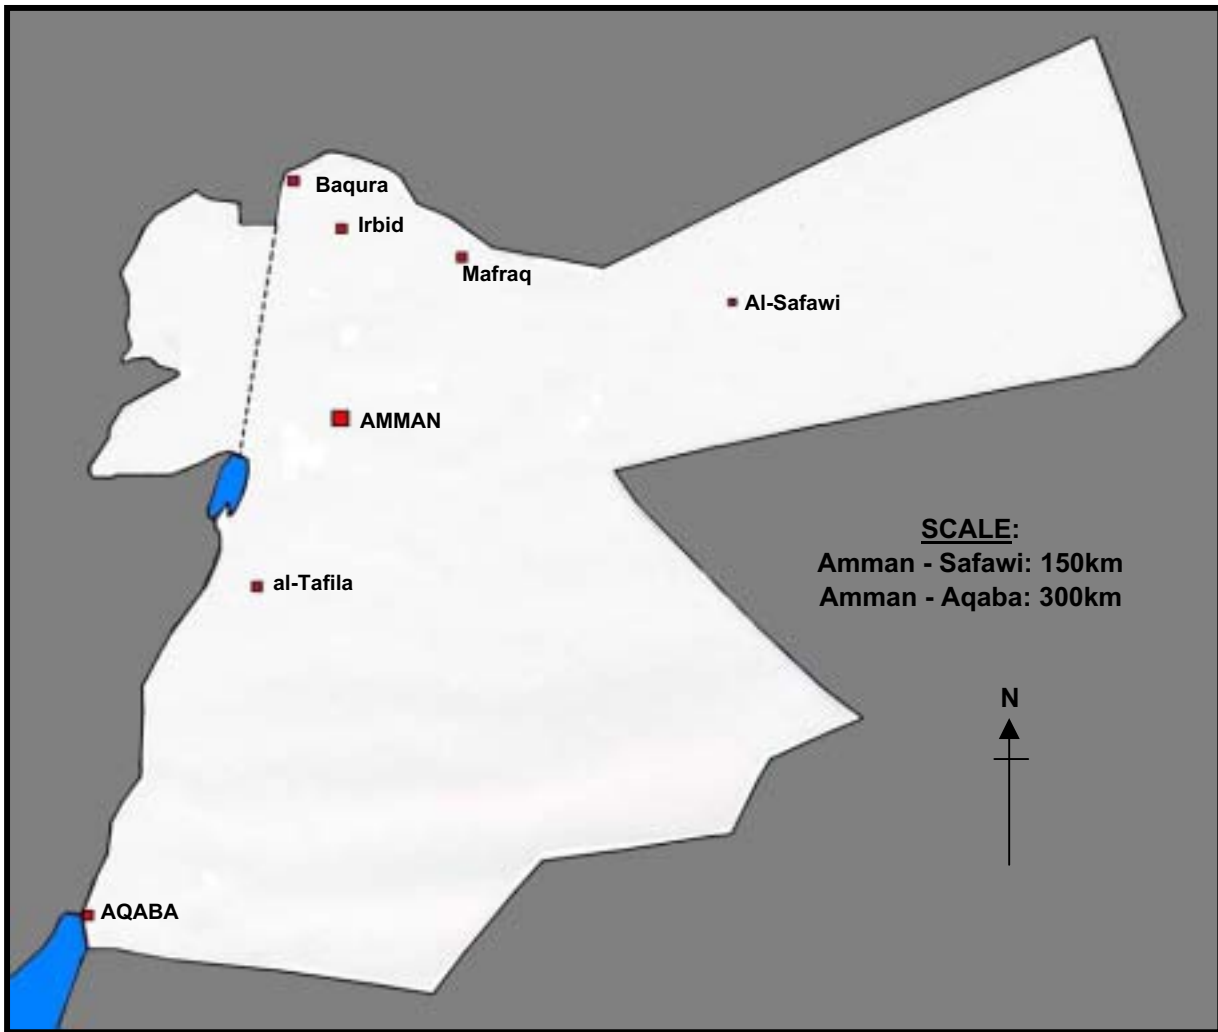 Baqura
Irbid
Mafraq
Al-Safawi
AMMAN
SCALE:
Amman - Safawi: 150km
Amman - Aqaba: 300km
al-Tafila
N
AQABA